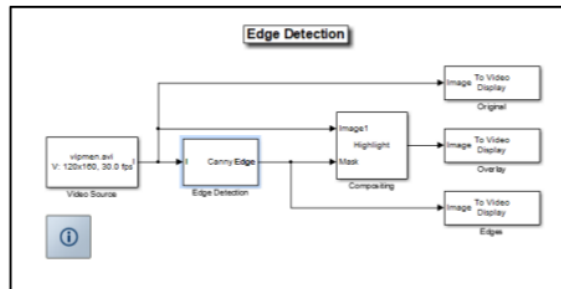 Edge Detection
Image To Video
Display
Original
Image1
Highlight
Mask
Compositing
Image To Video
Display
Overlay
vipmen.avi
V: 120x160, 30.0 fps I
Video Source
I Canny Edge
Edge Detection
Image To Video
Display
Edges